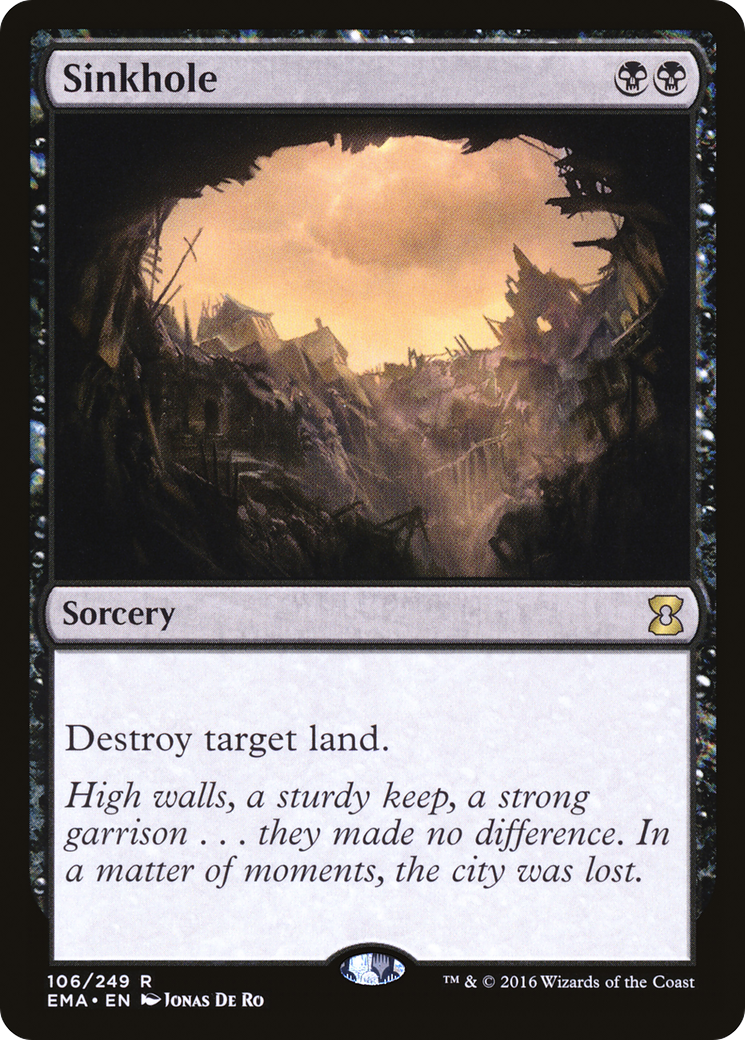 Sinkhole
Sorcery
Destroy target land.
High walls, a sturdy keep, a strong
garrison . . . they made no difference. In
a matter of moments, the city was lost.
106/249 R
™ & © 2016 Wizards of the Coast
EMA • EN Jonas De Ro